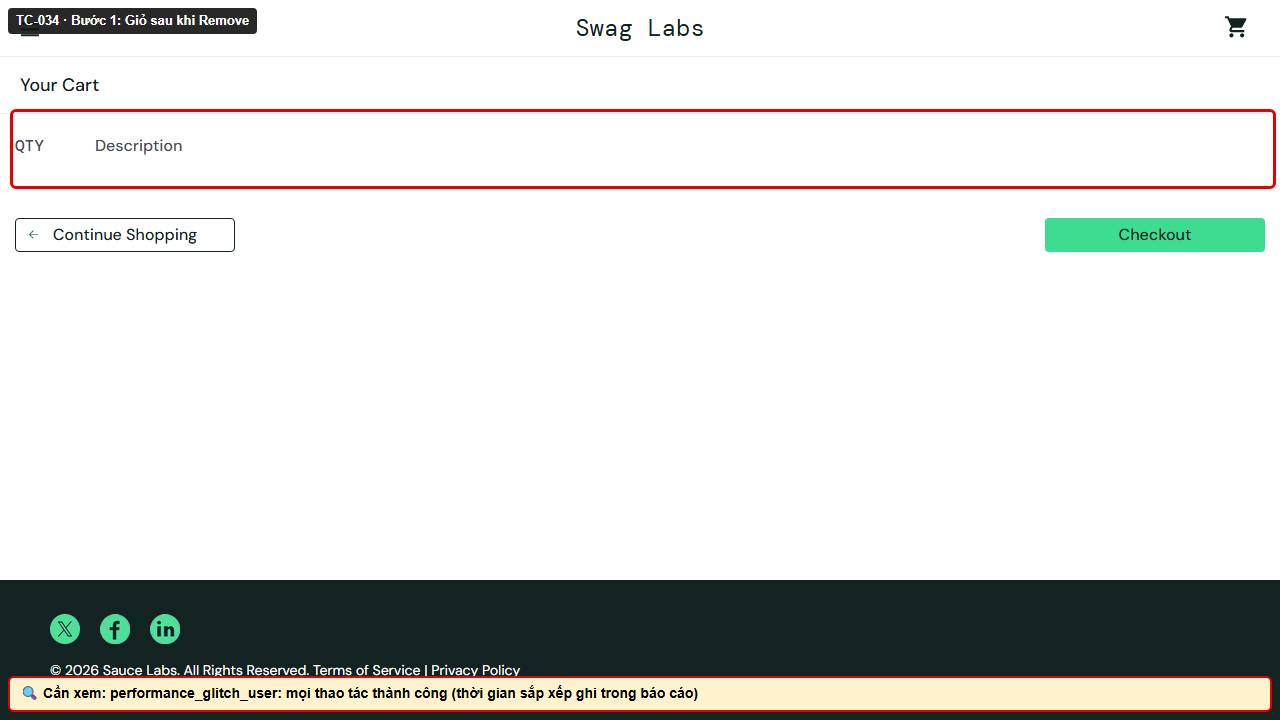 TC-034 · Bước 1: Giỏ sau khi Remove
Swag Labs
Your Cart
QTY Description
Continue Shopping
Checkout
© 2026 Sauce Labs. All Rights Reserved. Terms of Service | Privacy Policy
Cần xem: performance_glitch_user: mọi thao tác thành công (thời gian sắp xếp ghi trong báo cáo)